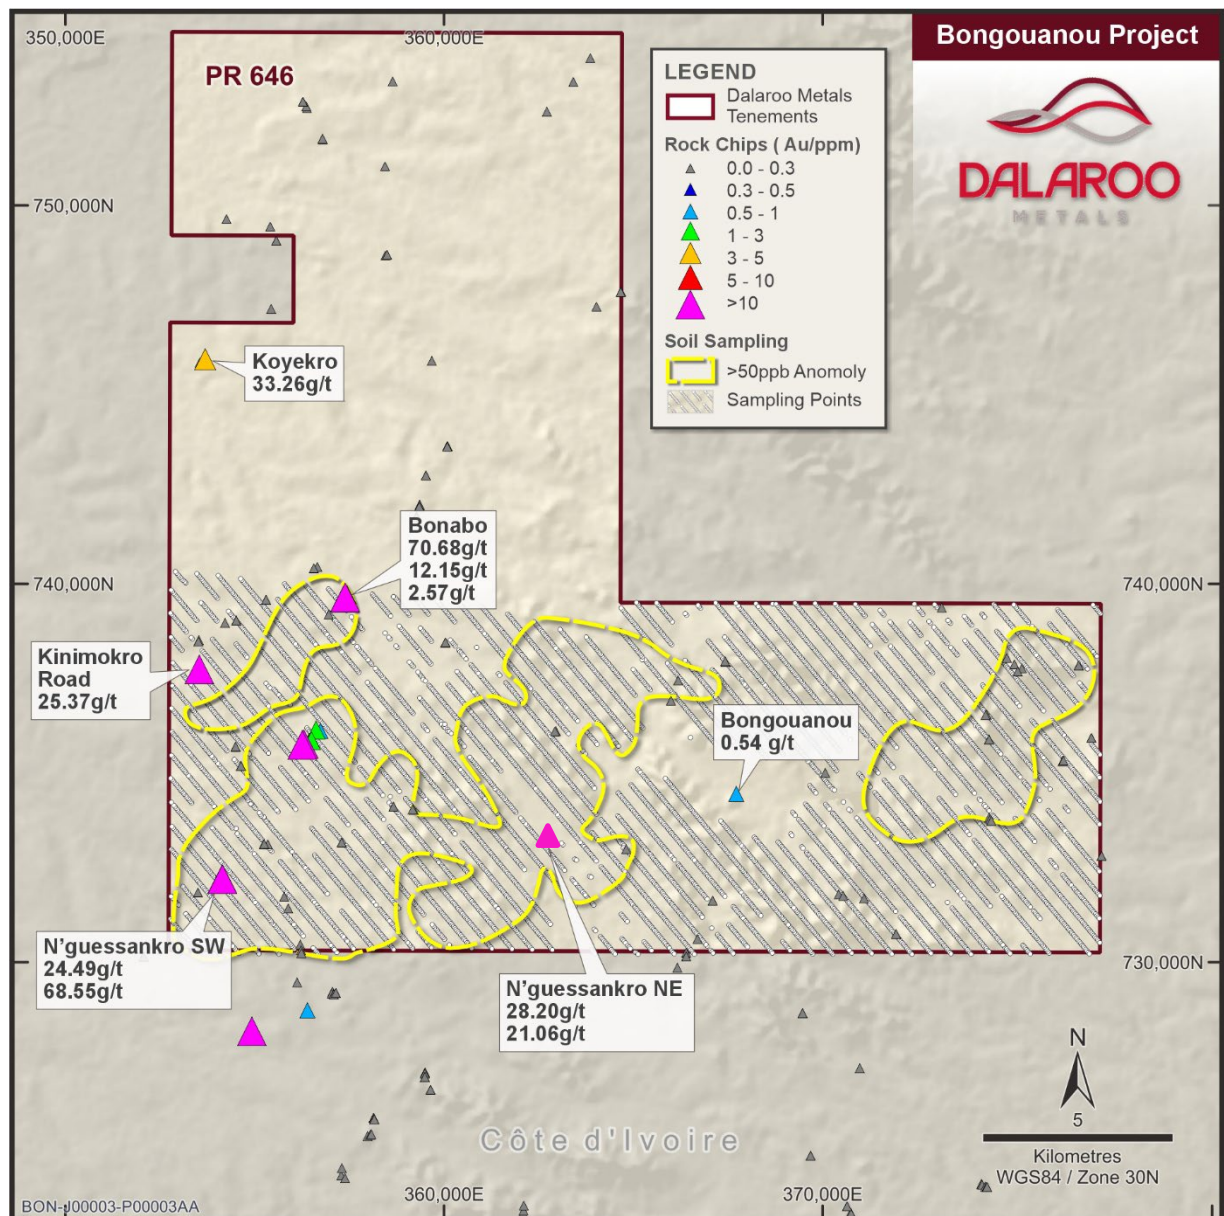 350,000E
360,000E
Bongouanou Project
PR 646
LEGEND
Dalaroo Metals
Tenements
Rock Chips ( Au/ppm)
0.0 - 0.3
0.3 - 0.5
0.5 - 1
1 - 3
3 - 5
5 - 10
>10
Soil Sampling
>50ppb Anomoly
Sampling Points
DALAROO
METALS
750,000N
750,000N
Koyekro
33.26g/t
Bonabo
70.68g/t
12.15g/t
2.57g/t
740,000N
740,000N
Kinimokro
Road
25.37g/t
Bongouanou
0.54 g/t
N'guessankro SW
24.49g/t
68.55g/t
N'guessankro NE
28.20g/t
21.06g/t
730,000N
N
5
Kilometres
WGS84 / Zone 30N
Côte d'Ivoire
360,000E
370,000E
BON-J00003-P00003AA